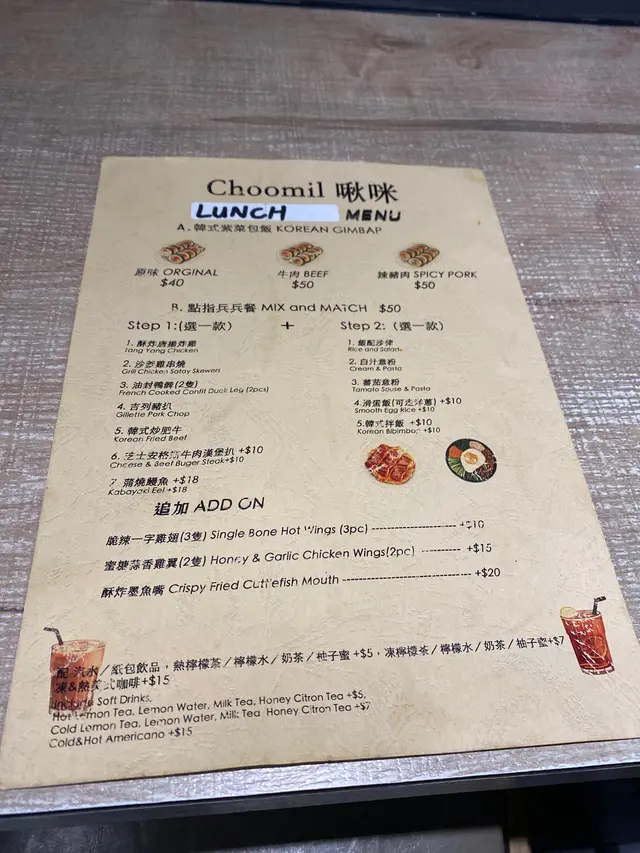 Choomil 啾咪
LUNCH MENU
A. 韓式紫菜包飯 KOREAN GIMBAP
原味 ORGINAL
$40
牛肉 BEEF
$50
辣豬肉 SPICY PORK
$50
B. 點指兵兵餐 MIX and MATCH $50
Step 1:(選一款)
+
Step 2: (選一款)
1. 酥炸唐揚炸雞
Tang Yang Chicken
2. 沙爹雞串燒
Grill Chicken Satay Skewers
3. 油封鴨髀(2隻)
French Cooked Confit Duck Leg (2pcs)
4. 吉列豬扒
Gillette Pork Chop
5. 韓式炒肥牛
Korean Fried Beef
6. 芝士安格斯牛肉漢堡扒 +$10
Cheese & Beef Buger Steak+$10
7. 蒲燒鰻魚 +$18
Kabayaki Eel +$18
1. 飯配沙律
Rice and Salads
2. 白汁意粉
Cream & Pasta
3. 蕃茄意粉
Tomato Souse & Pasta
4.滑蛋飯(可走洋蔥) +$10
Smooth Egg Rice +$10
5.韓式拌飯 +$10
Korean Bibimbap +$10
追加 ADD ON
脆辣一字雞翅(3隻) Single Bone Hot Wings (3pc) ---------------- +$10
蜜糖蒜香雞翼(2隻) Honey & Garlic Chicken Wings(2pc) ---------- +$15
酥炸墨魚嘴 Crispy Fried Cuttlefish Mouth ------------------------------- +$20
配 汽水／紙包飲品，熱檸檬茶／檸檬水／奶茶／柚子蜜 +$5，凍檸檬茶／檸檬水／奶茶／柚子蜜+$7
凍&熱美式咖啡+$15
Include Soft Drinks,
Hot Lemon Tea, Lemon Water, Milk Tea, Honey Citron Tea +$5,
Cold Lemon Tea, Lemon Water, Milk Tea Honey Citron Tea +$7
Cold&Hot Americano +$15